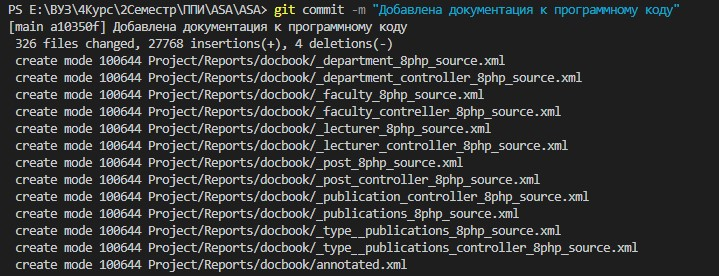 PS E:\ВУЗ\4Курс\2Семестр\ППИ\ASA\ASA> git commit -m "Добавлена документация к программному коду"
[main a10350f] Добавлена документация к программному коду
 326 files changed, 27768 insertions(+), 4 deletions(-)
 create mode 100644 Project/Reports/docbook/_department_8php_source.xml
 create mode 100644 Project/Reports/docbook/_department_controller_8php_source.xml
 create mode 100644 Project/Reports/docbook/_faculty_8php_source.xml
 create mode 100644 Project/Reports/docbook/_faculty_contreller_8php_source.xml
 create mode 100644 Project/Reports/docbook/_lecturer_8php_source.xml
 create mode 100644 Project/Reports/docbook/_lecturer_controller_8php_source.xml
 create mode 100644 Project/Reports/docbook/_post_8php_source.xml
 create mode 100644 Project/Reports/docbook/_post_controller_8php_source.xml
 create mode 100644 Project/Reports/docbook/_publication_controller_8php_source.xml
 create mode 100644 Project/Reports/docbook/_publications_8php_source.xml
 create mode 100644 Project/Reports/docbook/_type__publications_8php_source.xml
 create mode 100644 Project/Reports/docbook/_type__publications_controller_8php_source.xml
 create mode 100644 Project/Reports/docbook/annotated.xml